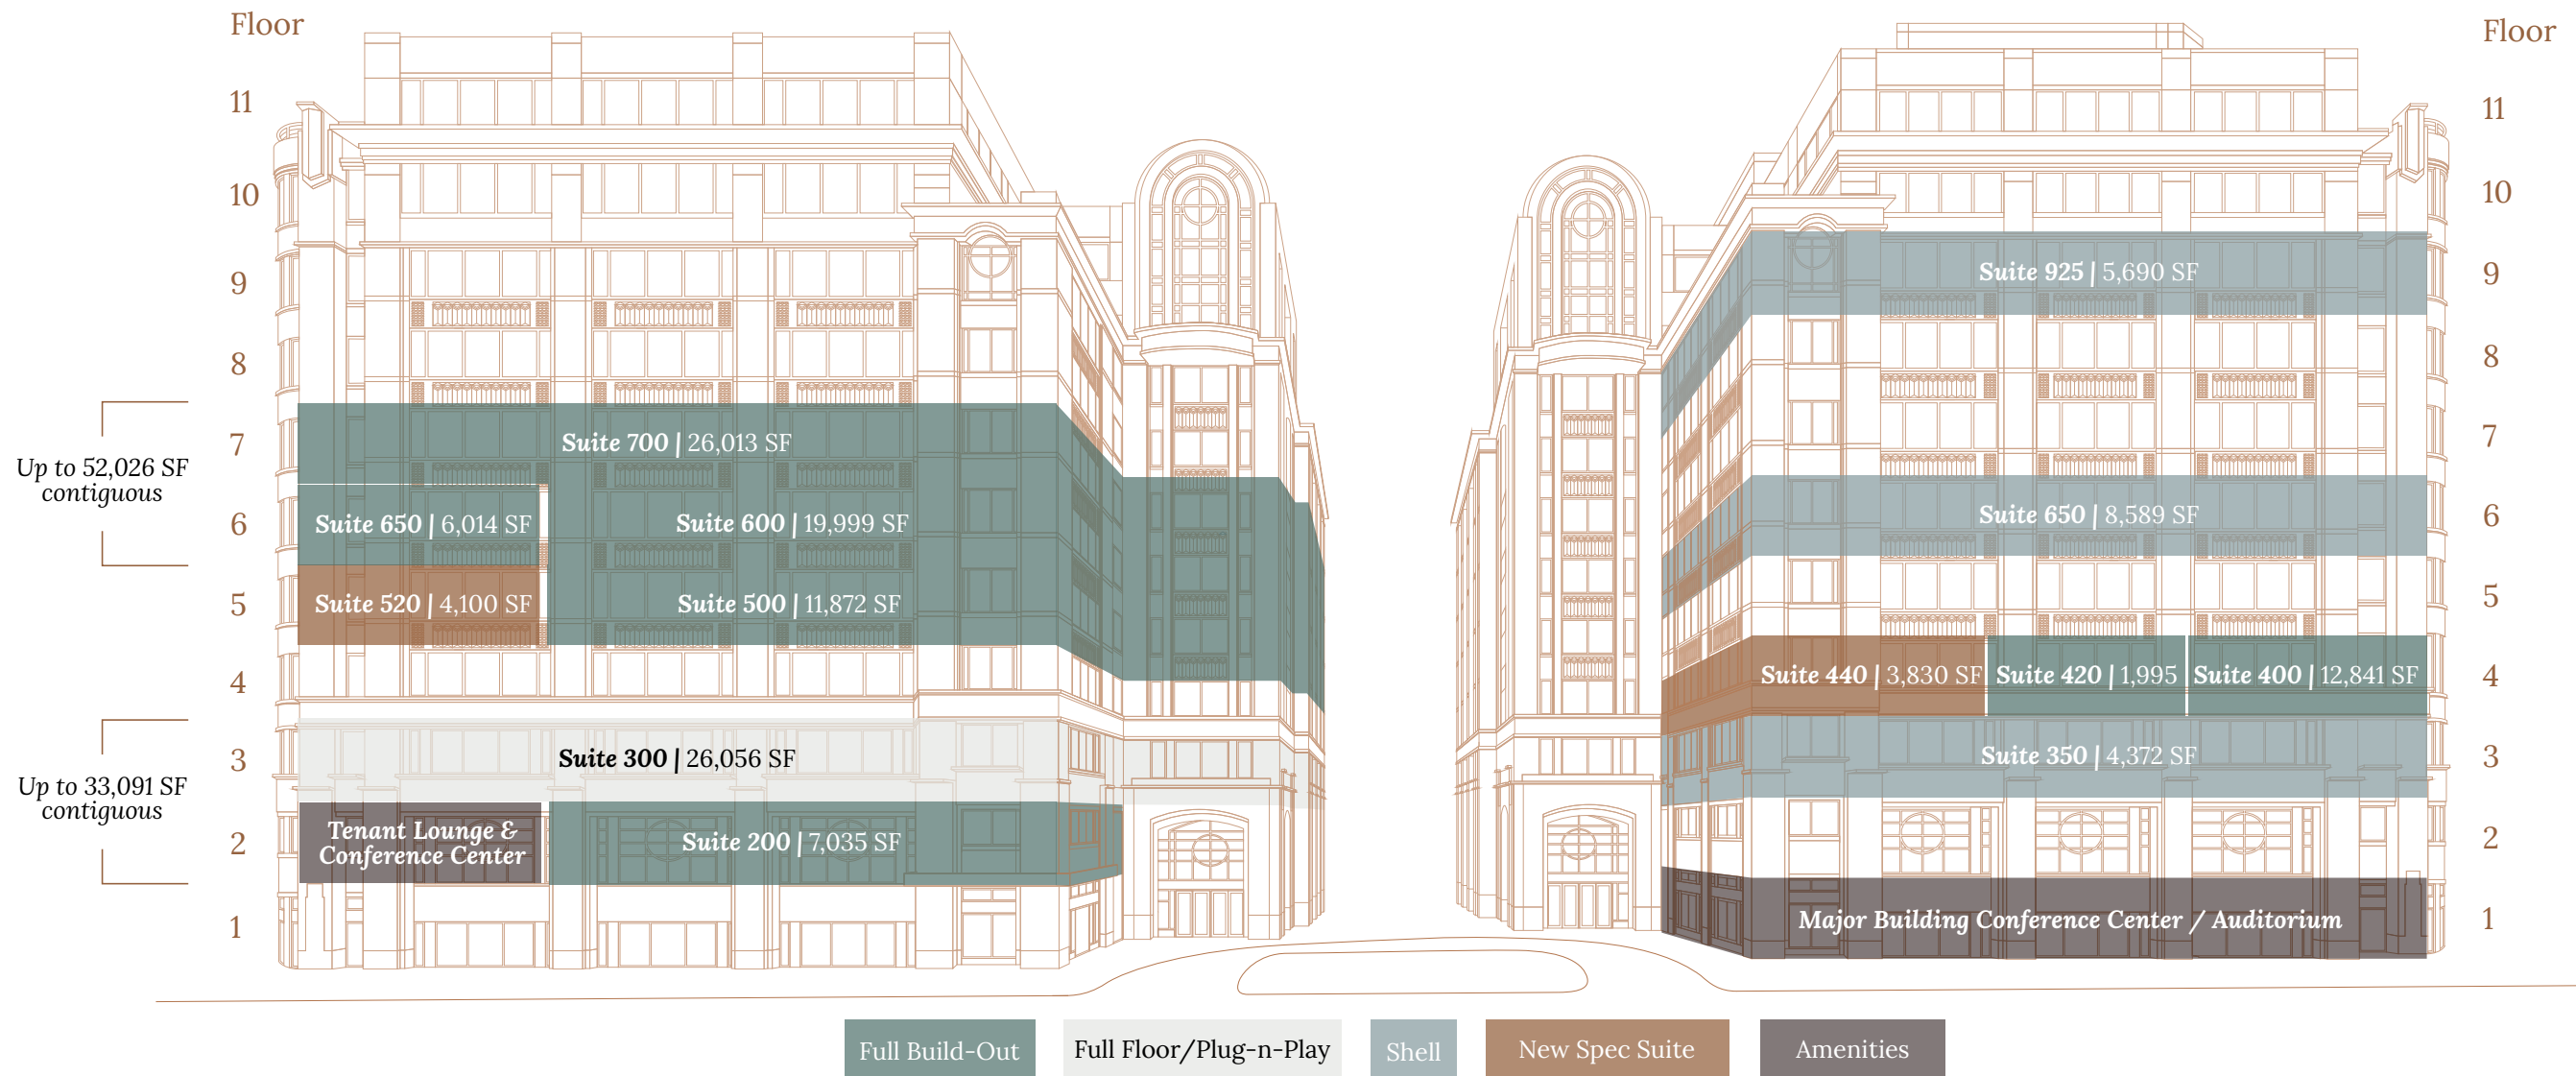 Floor
11
10
9
8
7
6
5
4
3
2
1
Up to 52,026 SF
contiguous
Up to 33,091 SF
contiguous
Suite 700 | 26,013 SF
Suite 650 | 6,014 SF
Suite 600 | 19,999 SF
Suite 520 | 4,100 SF
Suite 500 | 11,872 SF
Suite 300 | 26,056 SF
Tenant Lounge &
Conference Center
Suite 200 | 7,035 SF
Floor
11
10
9
8
7
6
5
4
3
2
1
Suite 925 | 5,690 SF
Suite 650 | 8,589 SF
Suite 440 | 3,830 SF
Suite 420 | 1,995
Suite 400 | 12,841 SF
Suite 350 | 4,372 SF
Major Building Conference Center / Auditorium
Full Build-Out
Full Floor/Plug-n-Play
Shell
New Spec Suite
Amenities